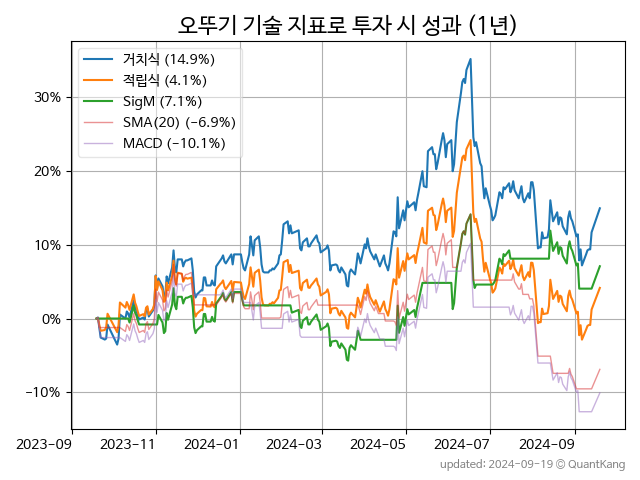 오뚜기 기술 지표로 투자 시 성과 (1년)
거치식 (14.9%)
적립식 (4.1%)
SigM (7.1%)
SMA(20) (−6.9%)
MACD (−10.1%)
30%
20%
10%
0%
−10%
2023-09 2023-11 2024-01 2024-03 2024-05 2024-07 2024-09
updated: 2024-09-19 © QuantKang